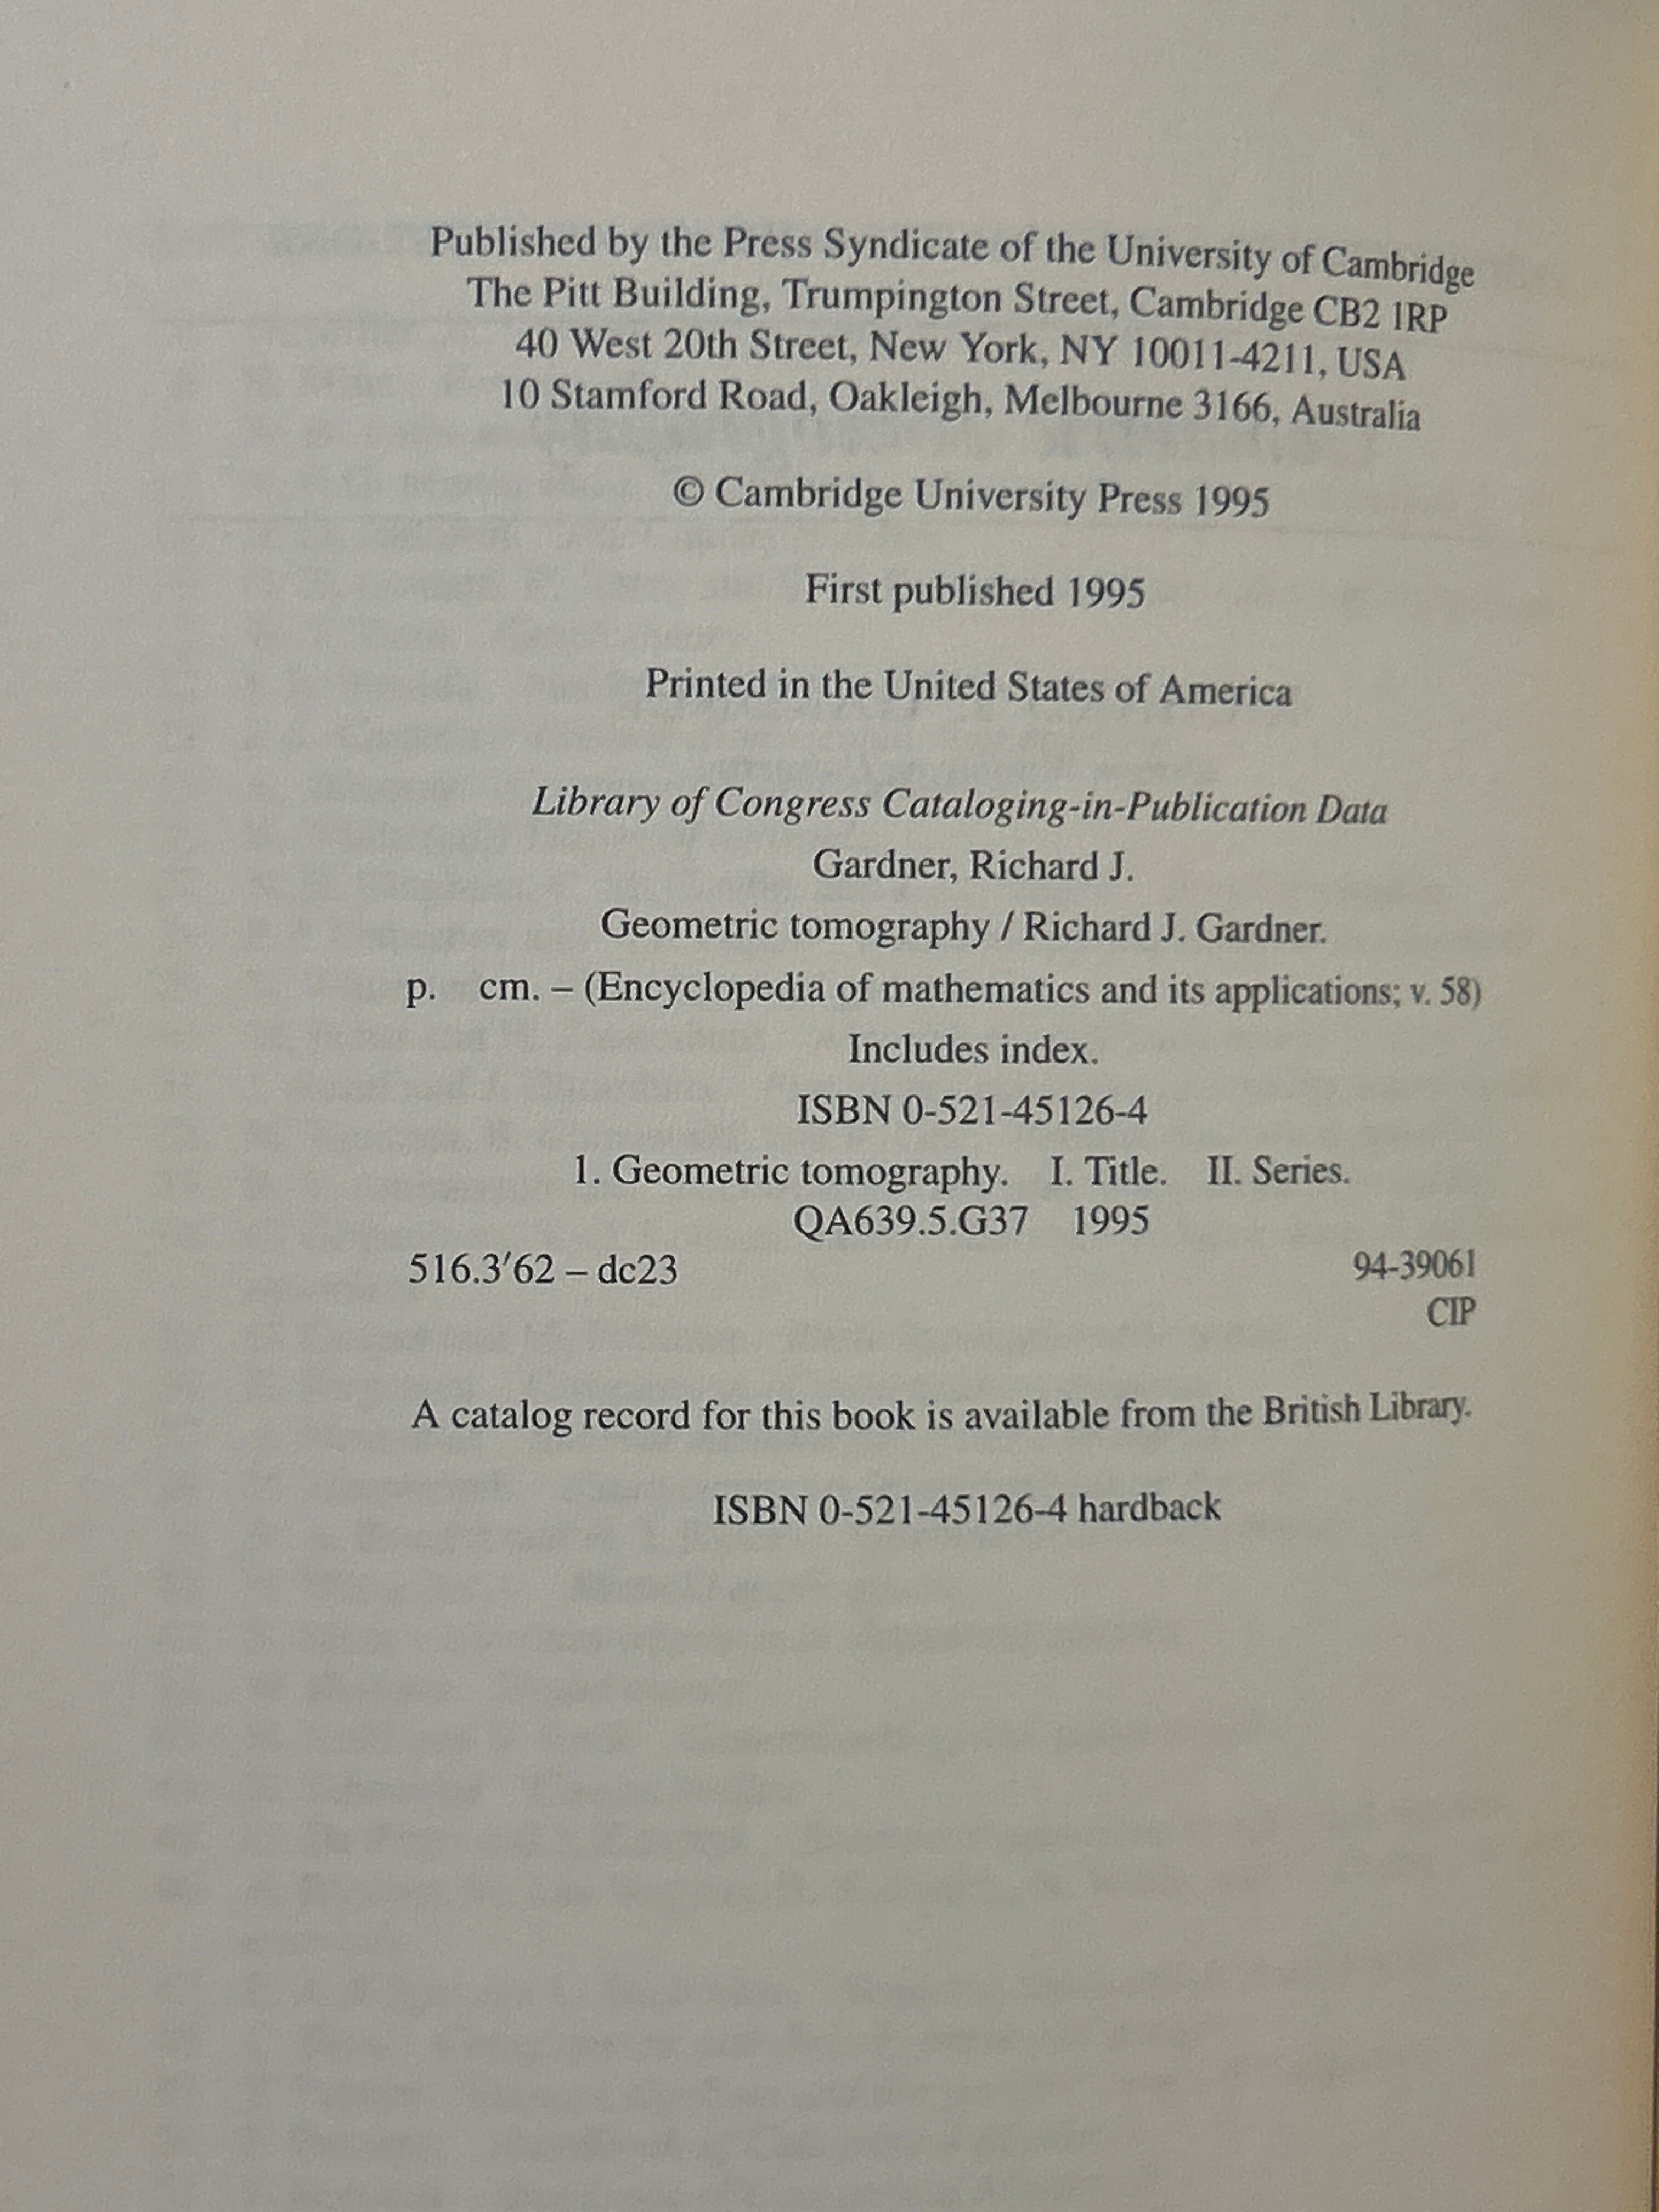 Published by the Press Syndicate of the University of Cambridge
The Pitt Building, Trumpington Street, Cambridge CB2 1RP
40 West 20th Street, New York, NY 10011-4211, USA
10 Stamford Road, Oakleigh, Melbourne 3166, Australia
© Cambridge University Press 1995
First published 1995
Printed in the United States of America
Library of Congress Cataloging-in-Publication Data
Gardner, Richard J.
Geometric tomography / Richard J. Gardner.
p. cm. – (Encyclopedia of mathematics and its applications; v. 58)
Includes index.
ISBN 0-521-45126-4
1. Geometric tomography. I. Title. II. Series.
QA639.5.G37 1995
516.3′62 – dc23 94-39061
CIP
A catalog record for this book is available from the British Library.
ISBN 0-521-45126-4 hardback